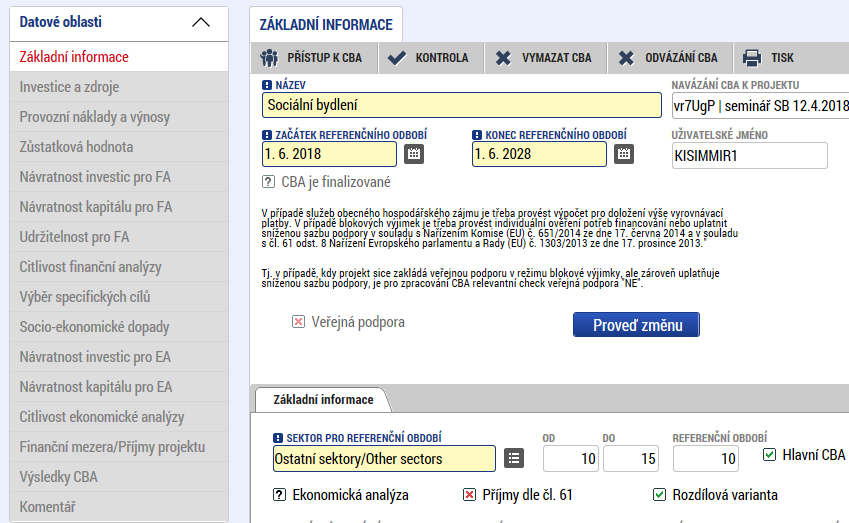 Datové oblasti
Základní informace
Investice a zdroje
Provozní náklady a výnosy
Zůstatková hodnota
Návratnost investic pro FA
Návratnost kapitálu pro FA
Udržitelnost pro FA
Citlivost finanční analýzy
Výběr specifických cílů
Socio-ekonomické dopady
Návratnost investic pro EA
Návratnost kapitálu pro EA
Citlivost ekonomické analýzy
Finanční mezera/Příjmy projektu
Výsledky CBA
Komentář
ZÁKLADNÍ INFORMACE
PŘÍSTUP K CBA KONTROLA VYMAZAT CBA ODVÁZÁNÍ CBA TISK
NÁZEV NAVÁZÁNÍ CBA K PROJEKTU
Sociální bydlení vr7UgP | seminář SB 12.4.2018
ZAČÁTEK REFERENČNÍHO ODBOBÍ KONEC REFERENČNÍHO ODBOBÍ UŽIVATELSKÉ JMÉNO
1. 6. 2018 1. 6. 2028 KISIMMIR1
CBA je finalizované
V případě služeb obecného hospodářského zájmu je třeba provést výpočet pro doložení výše vyrovnávací
platby. V případě blokových výjimek je třeba provést individuální ověření potřeb financování nebo uplatnit
sníženou sazbu podpory v souladu s Nařízením Komise (EU) č. 651/2014 ze dne 17. června 2014 a v souladu
s čl. 61 odst. 8 Nařízení Evropského parlamentu a Rady (EU) č. 1303/2013 ze dne 17. prosince 2013."
Tj. v případě, kdy projekt sice zakládá veřejnou podporu v režimu blokové výjimky, ale zároveň uplatňuje
sníženou sazbu podpory, je pro zpracování CBA relevantní check veřejná podpora "NE".
Veřejná podpora Proveď změnu
Základní informace
SEKTOR PRO REFERENČNÍ OBDOBÍ OD DO REFERENČNÍ OBDOBÍ
Ostatní sektory/Other sectors 10 15 10 Hlavní CBA
Ekonomická analýza Příjmy dle čl. 61 Rozdílová varianta